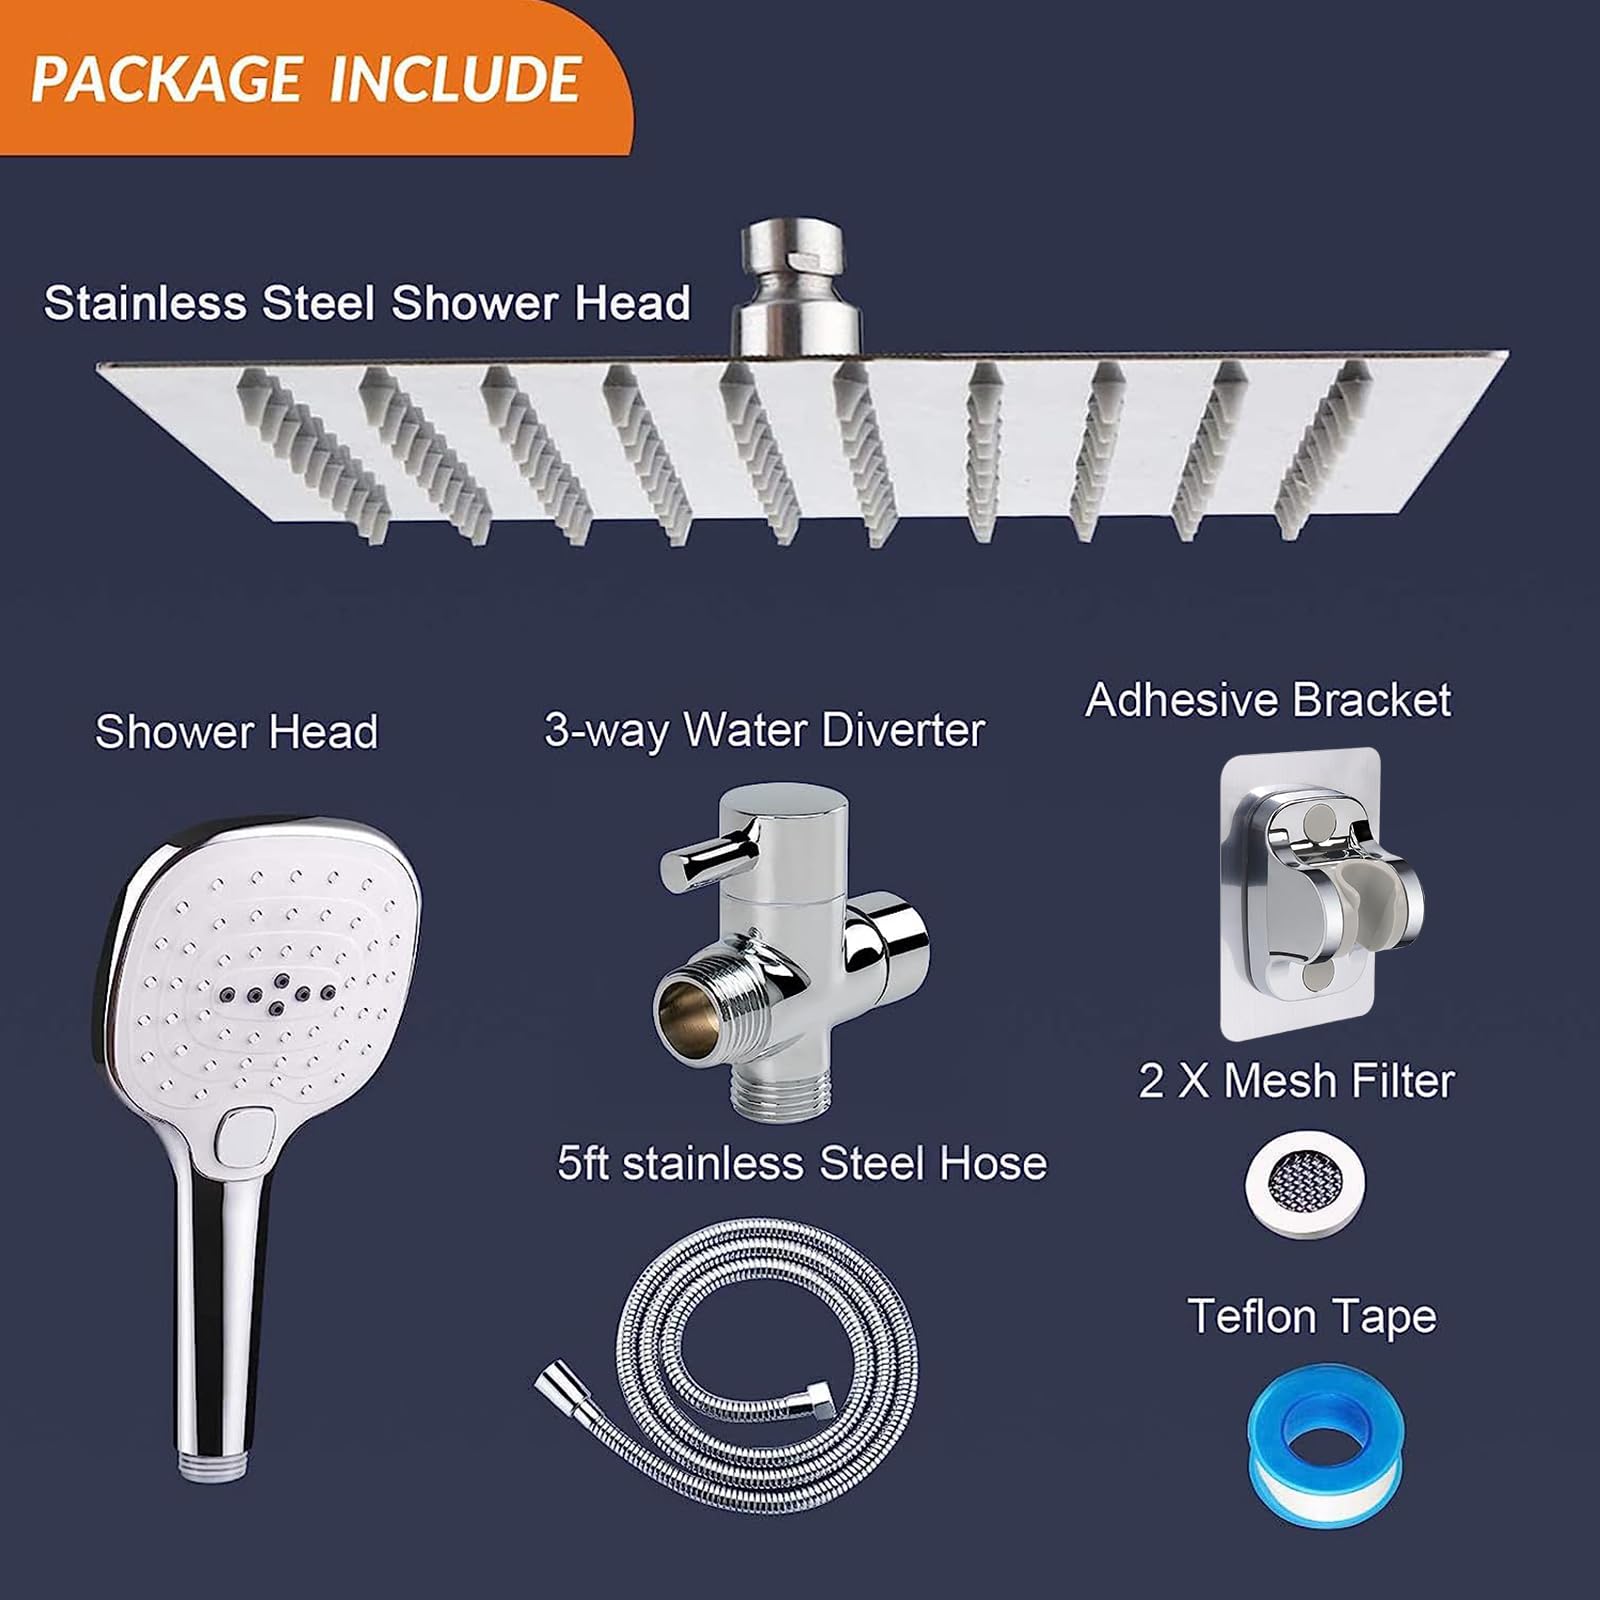 PACKAGE INCLUDE
Stainless Steel Shower Head
Shower Head
3-way Water Diverter
Adhesive Bracket
2 X Mesh Filter
5ft stainless Steel Hose
Teflon Tape